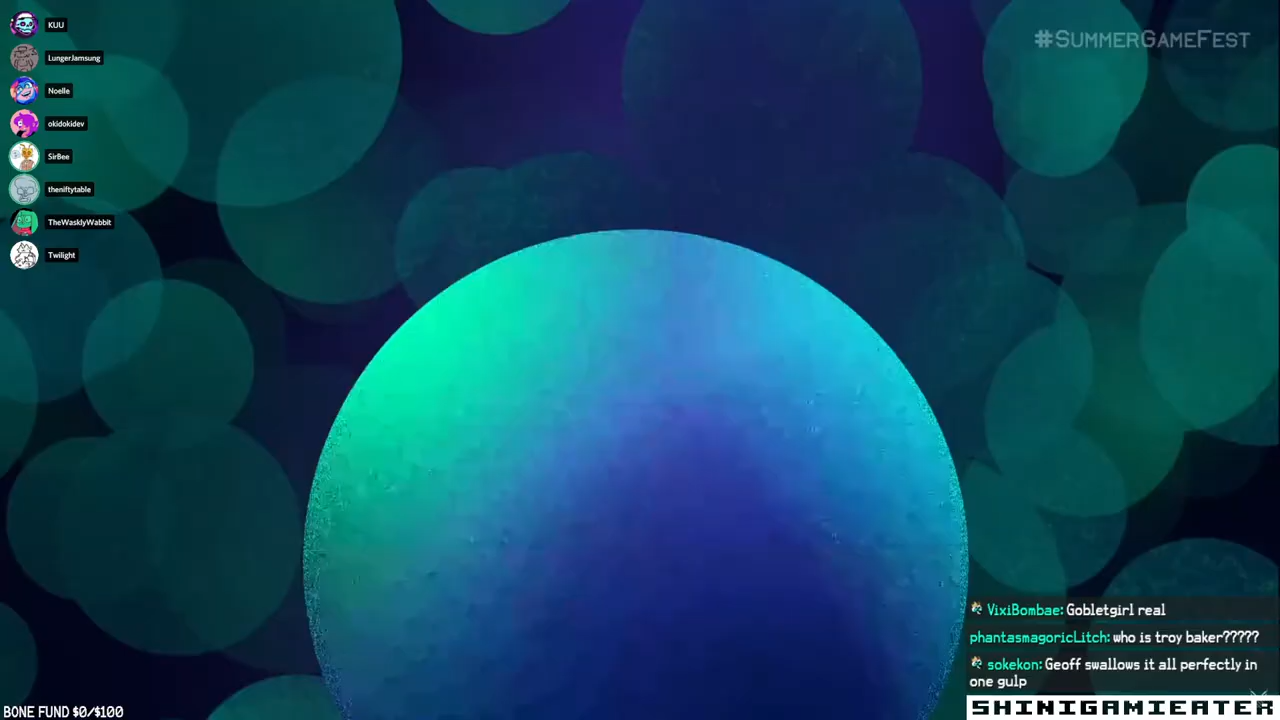 KUU
#SUMMERGAMEFEST
LungerJamsung
Noelle
okidokidev
SirBee
theniftytable
TheWasklyWabbit
Twilight
VixiBombae: Gobletgirl real
phantasmagoricLitch: who is troy baker?????
sokekon: Geoff swallows it all perfectly in
one gulp
BONE FUND $0/$100
SHINIGAMIEATER